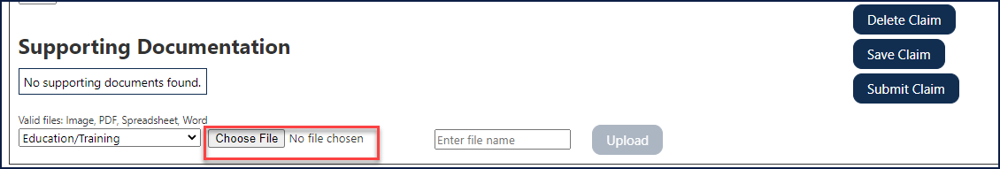 Delete Claim
Supporting Documentation
Save Claim
No supporting documents found.
Submit Claim
Valid files: Image, PDF, Spreadsheet, Word
Education/Training Choose File No file chosen Enter file name Upload